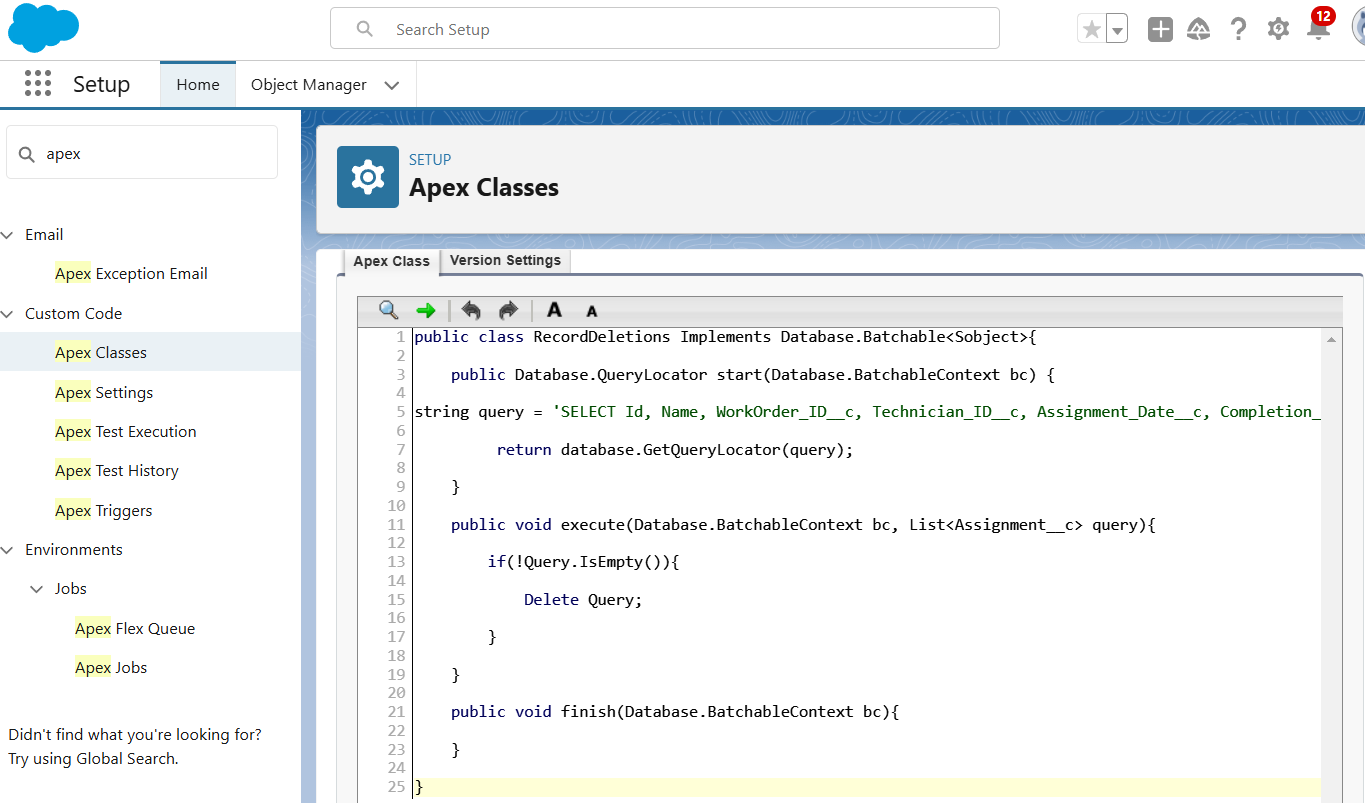 Search Setup
12
Setup
Home
Object Manager
apex
Email
Apex Exception Email
Custom Code
Apex Classes
Apex Settings
Apex Test Execution
Apex Test History
Apex Triggers
Environments
Jobs
Apex Flex Queue
Apex Jobs
Didn't find what you're looking for?
Try using Global Search.
SETUP
Apex Classes
Apex Class
Version Settings
A A
1 public class RecordDeletions Implements Database.Batchable<Sobject>{
2
3 public Database.QueryLocator start(Database.BatchableContext bc) {
4
5 string query = 'SELECT Id, Name, WorkOrder_ID__c, Technician_ID__c, Assignment_Date__c, Completion_
6
7 return database.GetQueryLocator(query);
8
9 }
10
11 public void execute(Database.BatchableContext bc, List<Assignment__c> query){
12
13 if(!Query.IsEmpty()){
14
15 Delete Query;
16
17 }
18
19 }
20
21 public void finish(Database.BatchableContext bc){
22
23 }
24
25 }